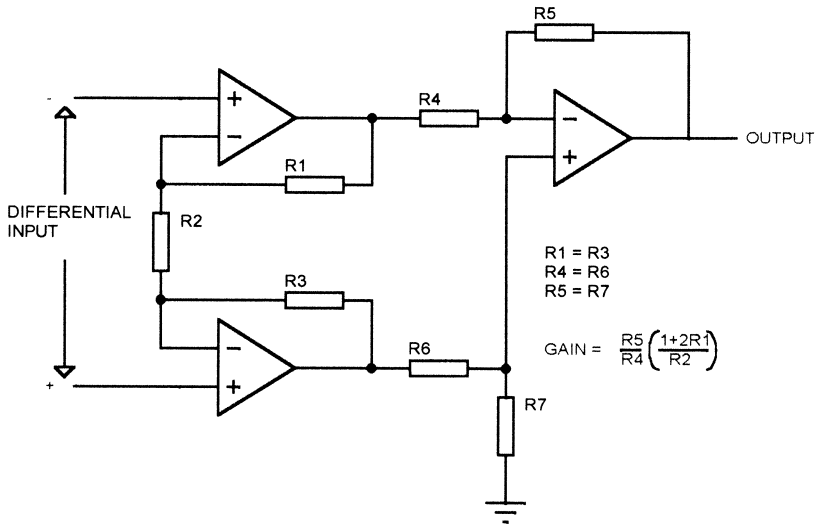 R5
-
R4
R1
OUTPUT
DIFFERENTIAL
INPUT
R2
R1 = R3
R4 = R6
R5 = R7
R3
R6
GAIN = R5/R4 (1+2R1/R2)
+
R7
+
−
−
+
−
+